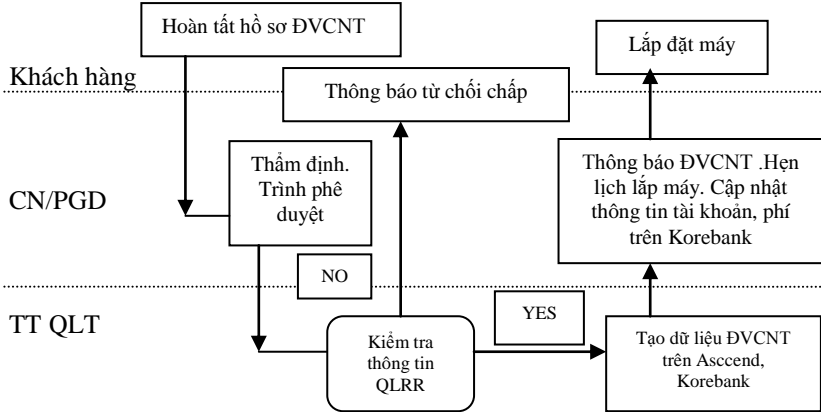 Hoàn tất hồ sơ ĐVCNT
Lắp đặt máy
Khách hàng
Thông báo từ chối chấp
CN/PGD
Thẩm định.
Trình phê
duyệt
Thông báo ĐVCNT .Hẹn
lịch lắp máy. Cập nhật
thông tin tài khoản, phí
trên Korebank
NO
TT QLT
YES
Kiểm tra
thông tin
QLRR
Tạo dữ liệu ĐVCNT
trên Asccend,
Korebank